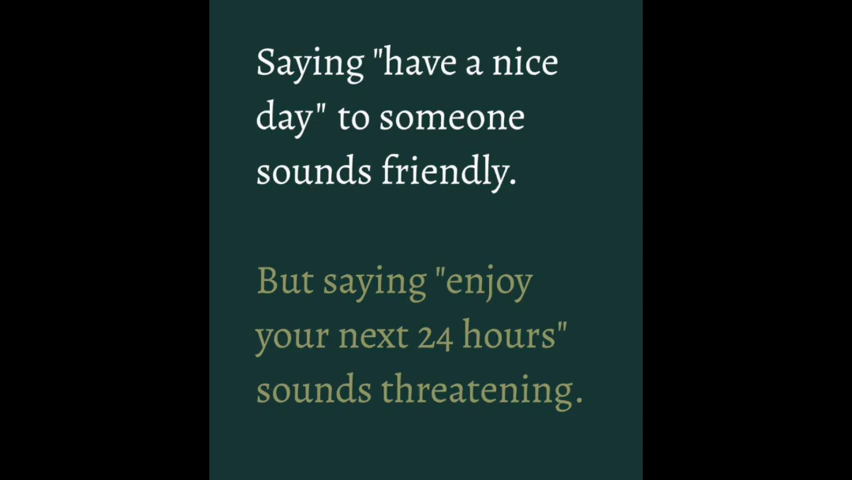 Saying "have a nice
day" to someone
sounds friendly.
But saying "enjoy
your next 24 hours"
sounds threatening.